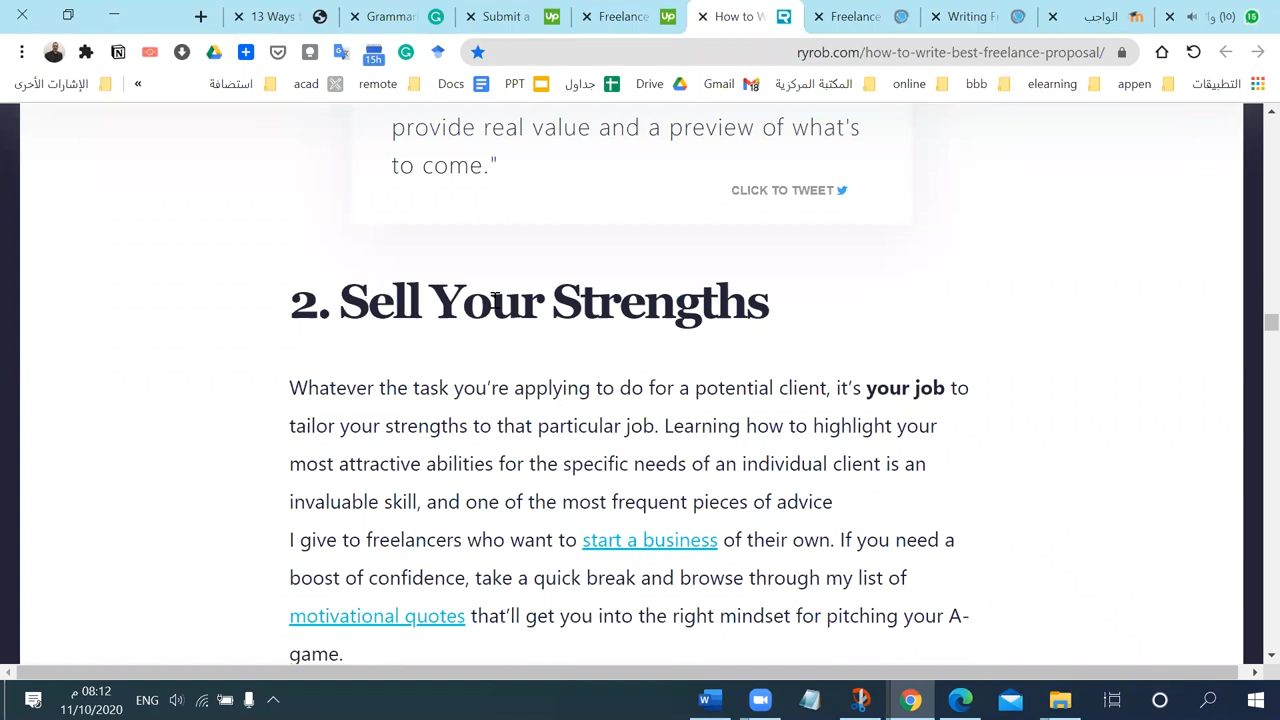 13 Ways t
Grammar
Submit a
Freelance
How to W
Freelance
Writing Fr
الواجب
(١٥) وا
15
ryrob.com/how-to-write-best-freelance-proposal/
15h
التطبيقات
appen
elearning
bbb
online
المكتبة المركزية
Gmail
18
Drive
جداول
PPT
Docs
remote
acad
استضافة
«
الإشارات الأخرى
provide real value and a preview of what's
to come."
CLICK TO TWEET
2. Sell Your Strengths
Whatever the task you're applying to do for a potential client, it's your job to
tailor your strengths to that particular job. Learning how to highlight your
most attractive abilities for the specific needs of an individual client is an
invaluable skill, and one of the most frequent pieces of advice
I give to freelancers who want to start a business of their own. If you need a
boost of confidence, take a quick break and browse through my list of
motivational quotes that'll get you into the right mindset for pitching your A-
game.
08:12 م
ENG
11/10/2020